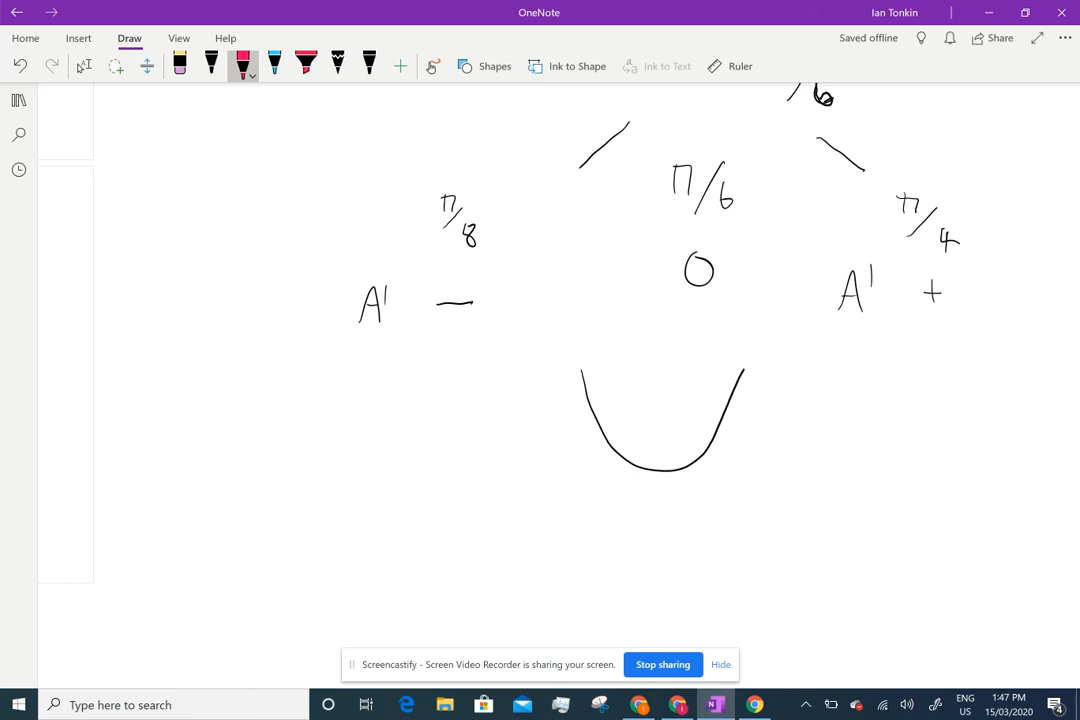 OneNote
Ian Tonkin
Home Insert Draw View Help
Saved offline
Share
Shapes
Ink to Shape
Ink to Text
Ruler
/6
π/6
π/8
π/4
0
A' —
A' +
Screencastify - Screen Video Recorder is sharing your screen.
Stop sharing
Hide
Type here to search
ENG
US
1:47 PM
15/03/2020
4